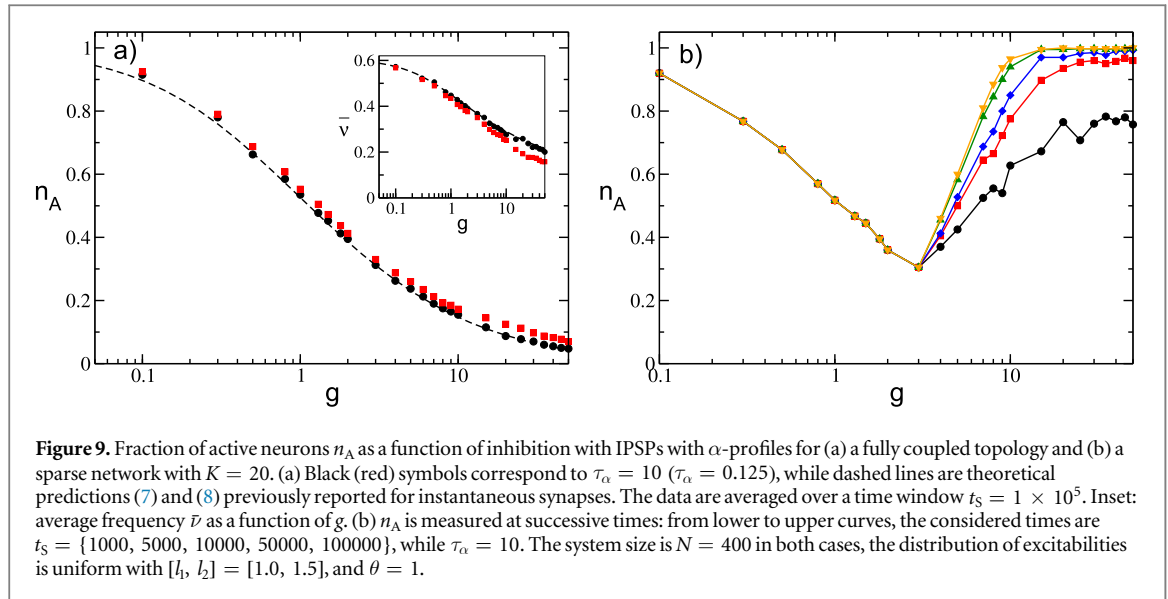 a)
1
0.8
0.6
0.4
0.2
0
n_A
0.1
1
10
g
0.6
0.4
0.2
0
ν̄
0.1
1
10
g
b)
1
0.8
0.6
0.4
0.2
0
n_A
0.1
1
10
g
Figure 9. Fraction of active neurons n_A as a function of inhibition with IPSPs with α-profiles for (a) a fully coupled topology and (b) a
sparse network with K = 20. (a) Black (red) symbols correspond to τ_α = 10 (τ_α = 0.125), while dashed lines are theoretical
predictions (7) and (8) previously reported for instantaneous synapses. The data are averaged over a time window t_S = 1 × 10⁵. Inset:
average frequency ν̄ as a function of g. (b) n_A is measured at successive times: from lower to upper curves, the considered times are
t_S = {1000, 5000, 10000, 50000, 100000}, while τ_α = 10. The system size is N = 400 in both cases, the distribution of excitabilities
is uniform with [l₁, l₂] = [1.0, 1.5], and θ = 1.